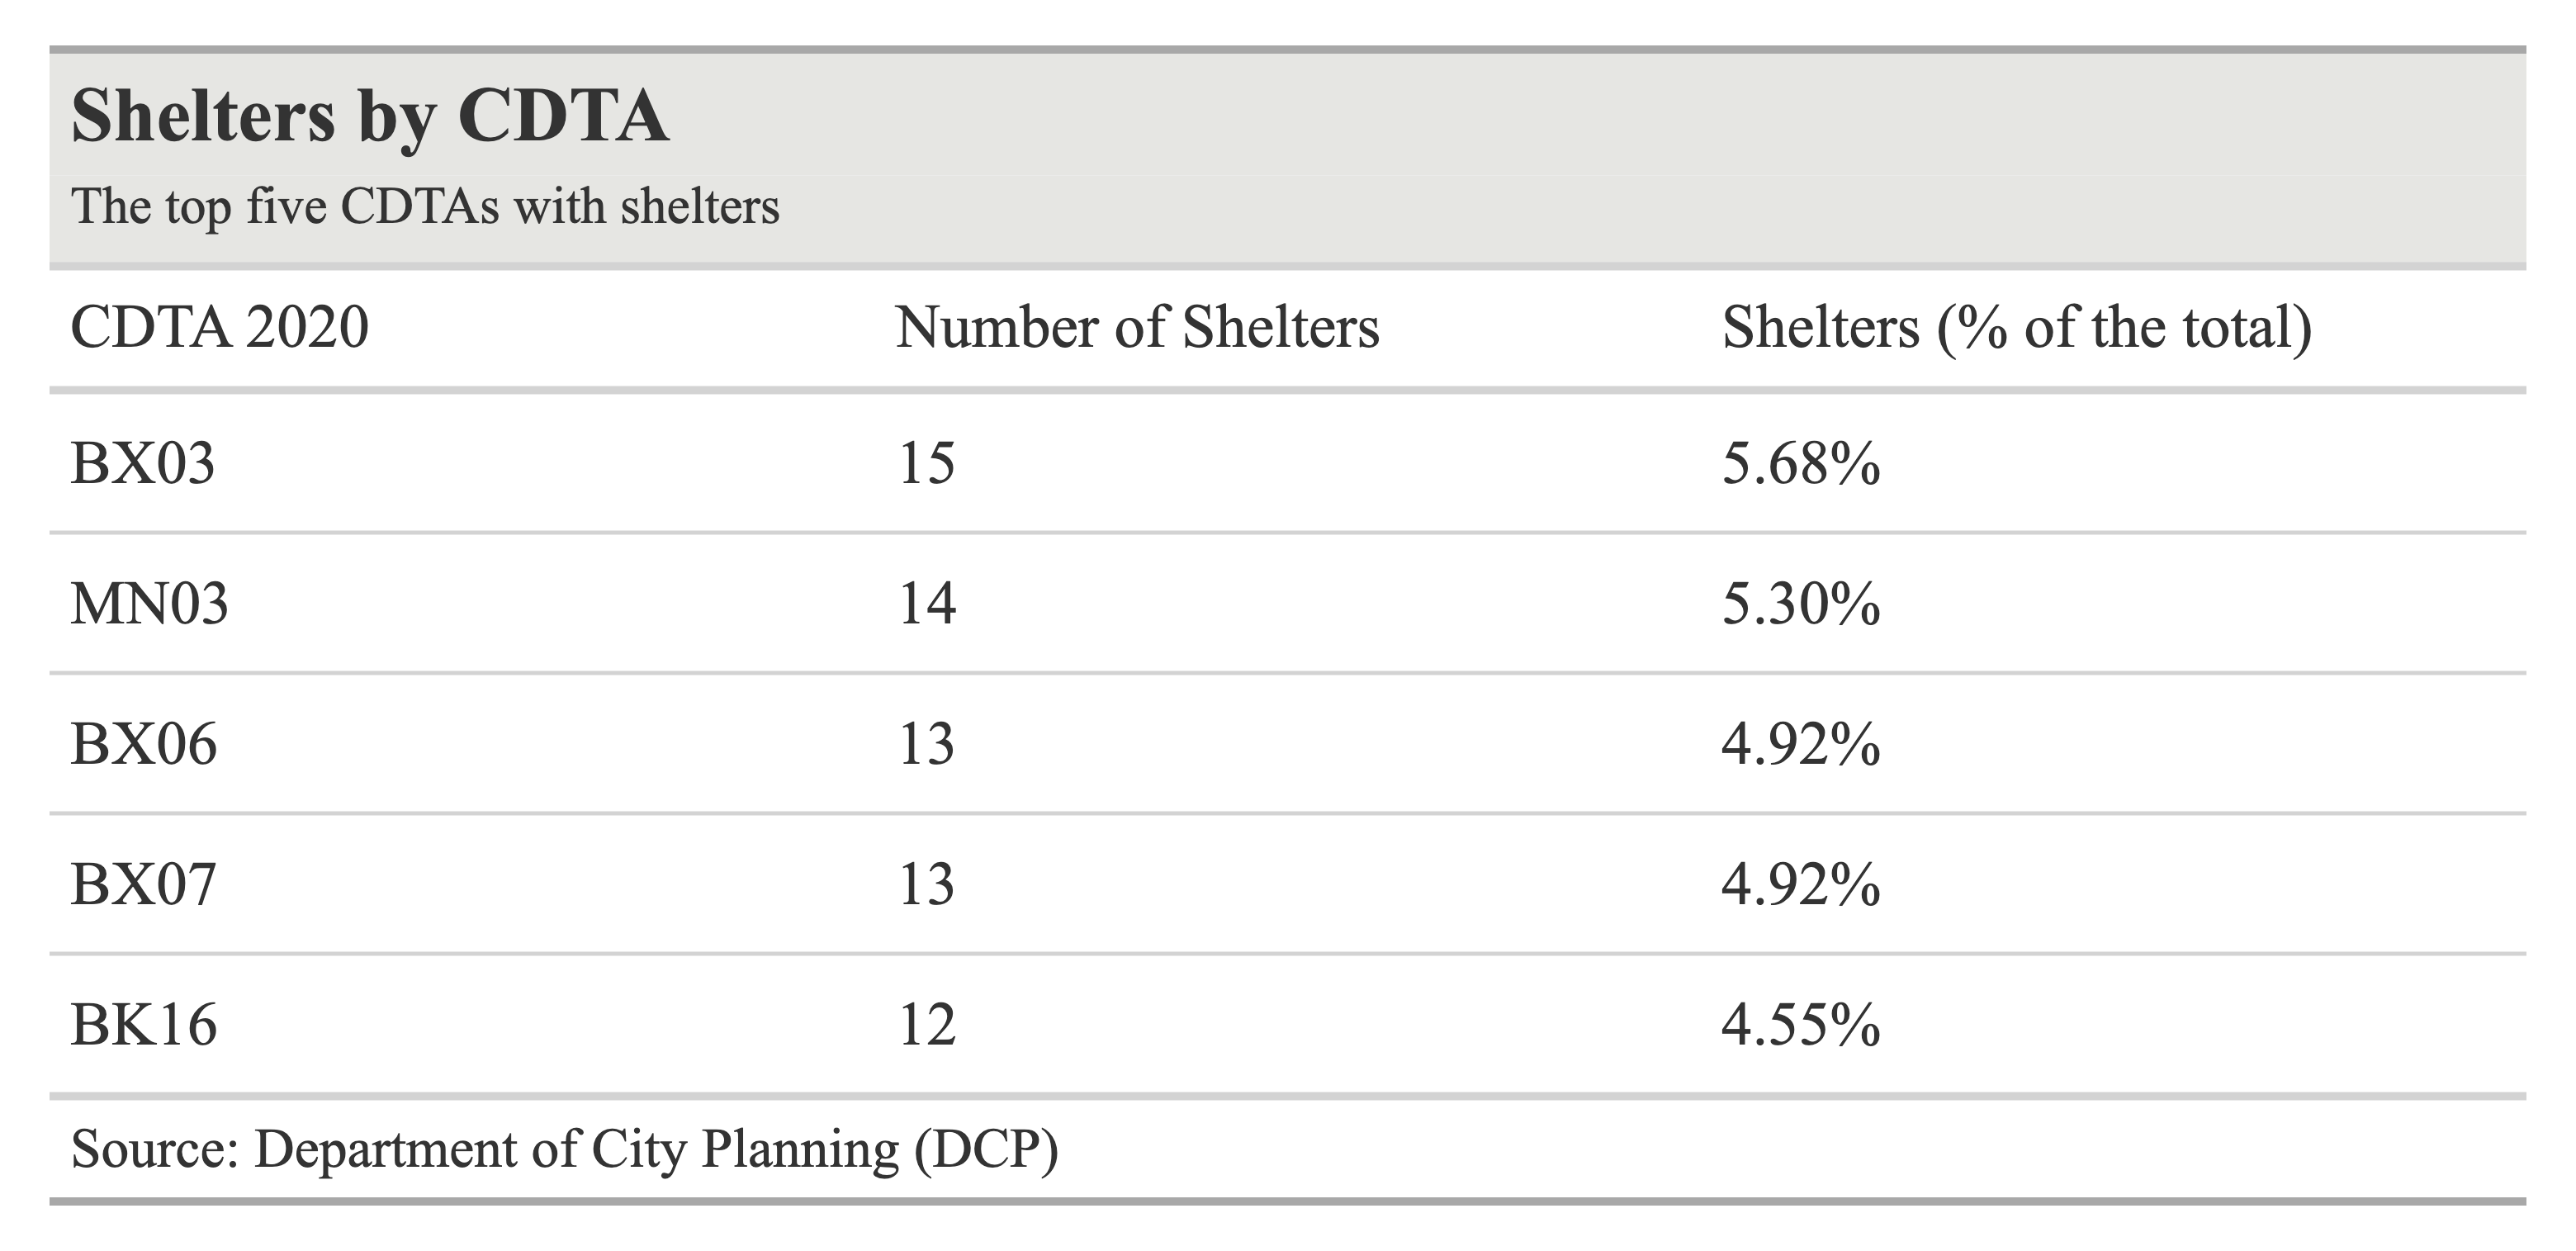 Shelters by CDTA
The top five CDTAs with shelters
CDTA 2020 Number of Shelters Shelters (% of the total)
BX03 15 5.68%
MN03 14 5.30%
BX06 13 4.92%
BX07 13 4.92%
BK16 12 4.55%
Source: Department of City Planning (DCP)